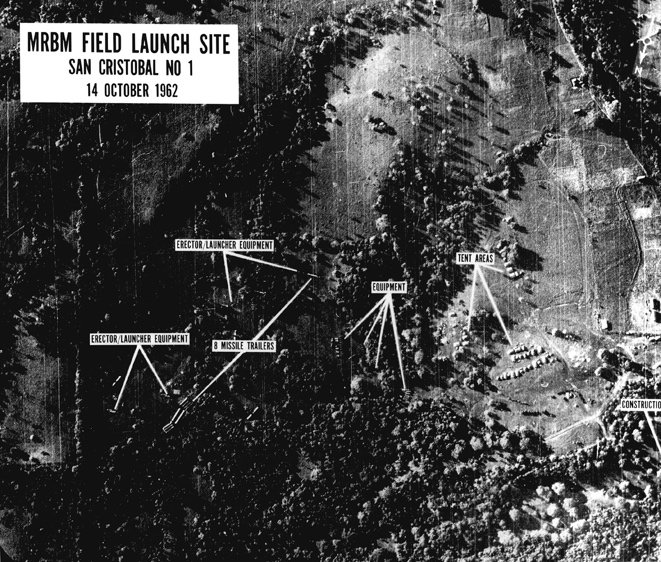 MRBM FIELD LAUNCH SITE
SAN CRISTOBAL NO 1
14 OCTOBER 1962
ERECTOR/LAUNCHER EQUIPMENT
TENT AREAS
EQUIPMENT
ERECTOR/LAUNCHER EQUIPMENT
8 MISSILE TRAILERS
CONSTRUCTIO